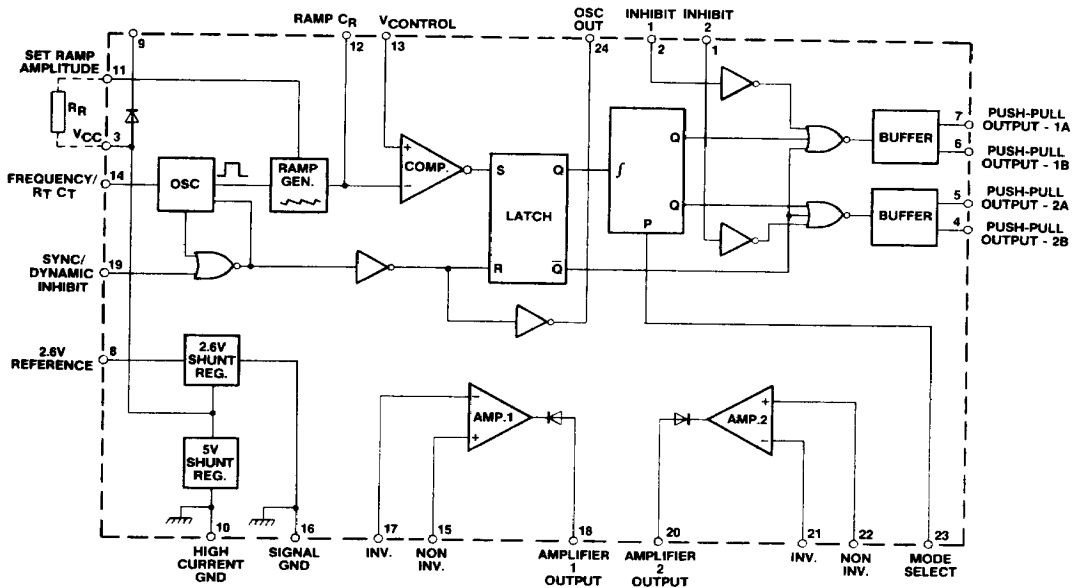 RAMP CR
VCONTROL
OSC
OUT
INHIBIT
1
INHIBIT
2
9
12
13
24
2
1
SET RAMP
AMPLITUDE
11
RR
VCC
3
FREQUENCY/
RT CT
14
OSC
RAMP
GEN.
+
COMP.
−
S
Q
LATCH
R
Q
∫
Q
Q
P
BUFFER
7
PUSH-PULL
OUTPUT - 1A
6
PUSH-PULL
OUTPUT - 1B
BUFFER
5
PUSH-PULL
OUTPUT - 2A
4
PUSH-PULL
OUTPUT - 2B
SYNC/
DYNAMIC
INHIBIT
19
2.6V
REFERENCE
8
2.6V
SHUNT
REG.
5V
SHUNT
REG.
−
AMP.1
+
+
AMP.2
−
10
HIGH
CURRENT
GND
16
SIGNAL
GND
17
INV.
15
NON
INV.
18
AMPLIFIER
1 OUTPUT
20
AMPLIFIER
2
OUTPUT
21
INV.
22
NON
INV.
23
MODE
SELECT